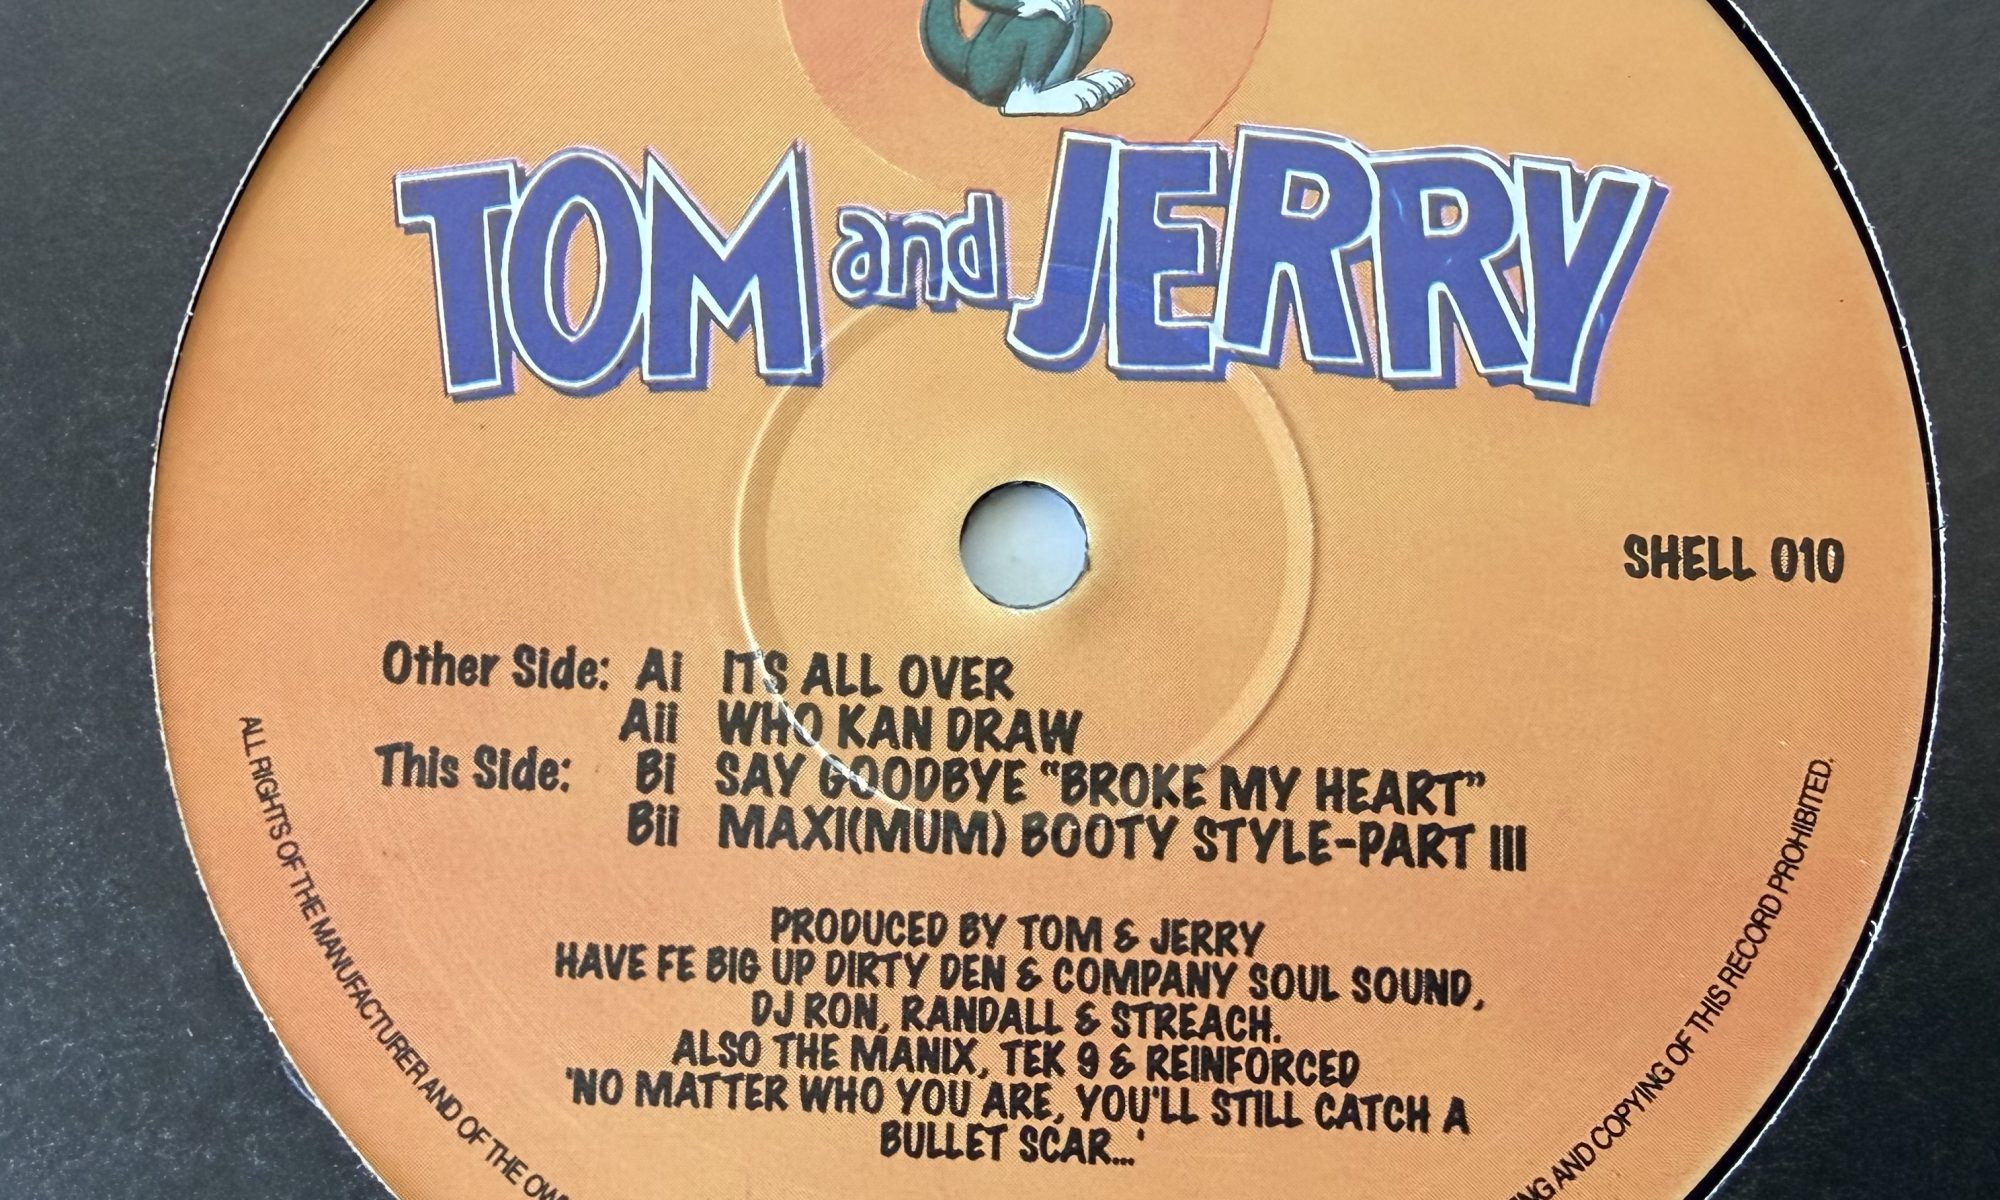 TOM and JERRY
SHELL 010
Other Side: Ai ITS ALL OVER
Aii WHO KAN DRAW
This Side: Bi SAY GOODBYE "BROKE MY HEART"
Bii MAXI(MUM) BOOTY STYLE-PART III
PRODUCED BY TOM & JERRY
HAVE FE BIG UP DIRTY DEN & COMPANY SOUL SOUND,
DJ RON, RANDALL & STREACH.
ALSO THE MANIX, TEK 9 & REINFORCED
'NO MATTER WHO YOU ARE, YOU'LL STILL CATCH A
BULLET SCAR...'
ALL RIGHTS OF THE MANUFACTURER AND OF THE
AND COPYING OF THIS RECORD PROHIBITED.